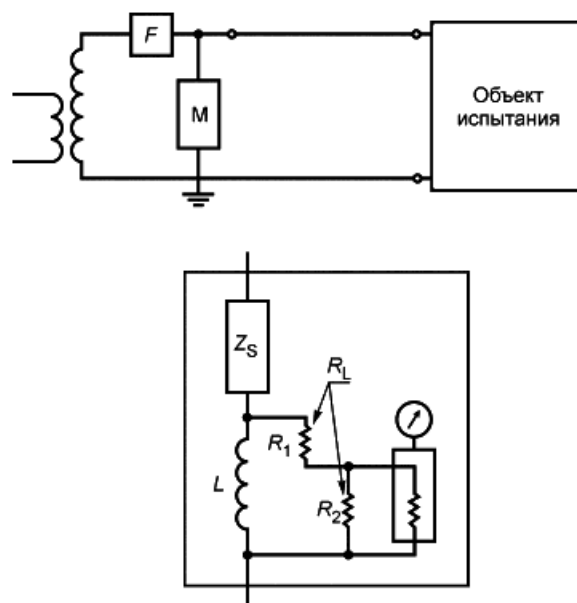 F
M
Объект
испытания
Z_S
R_L
R_1
L
R_2